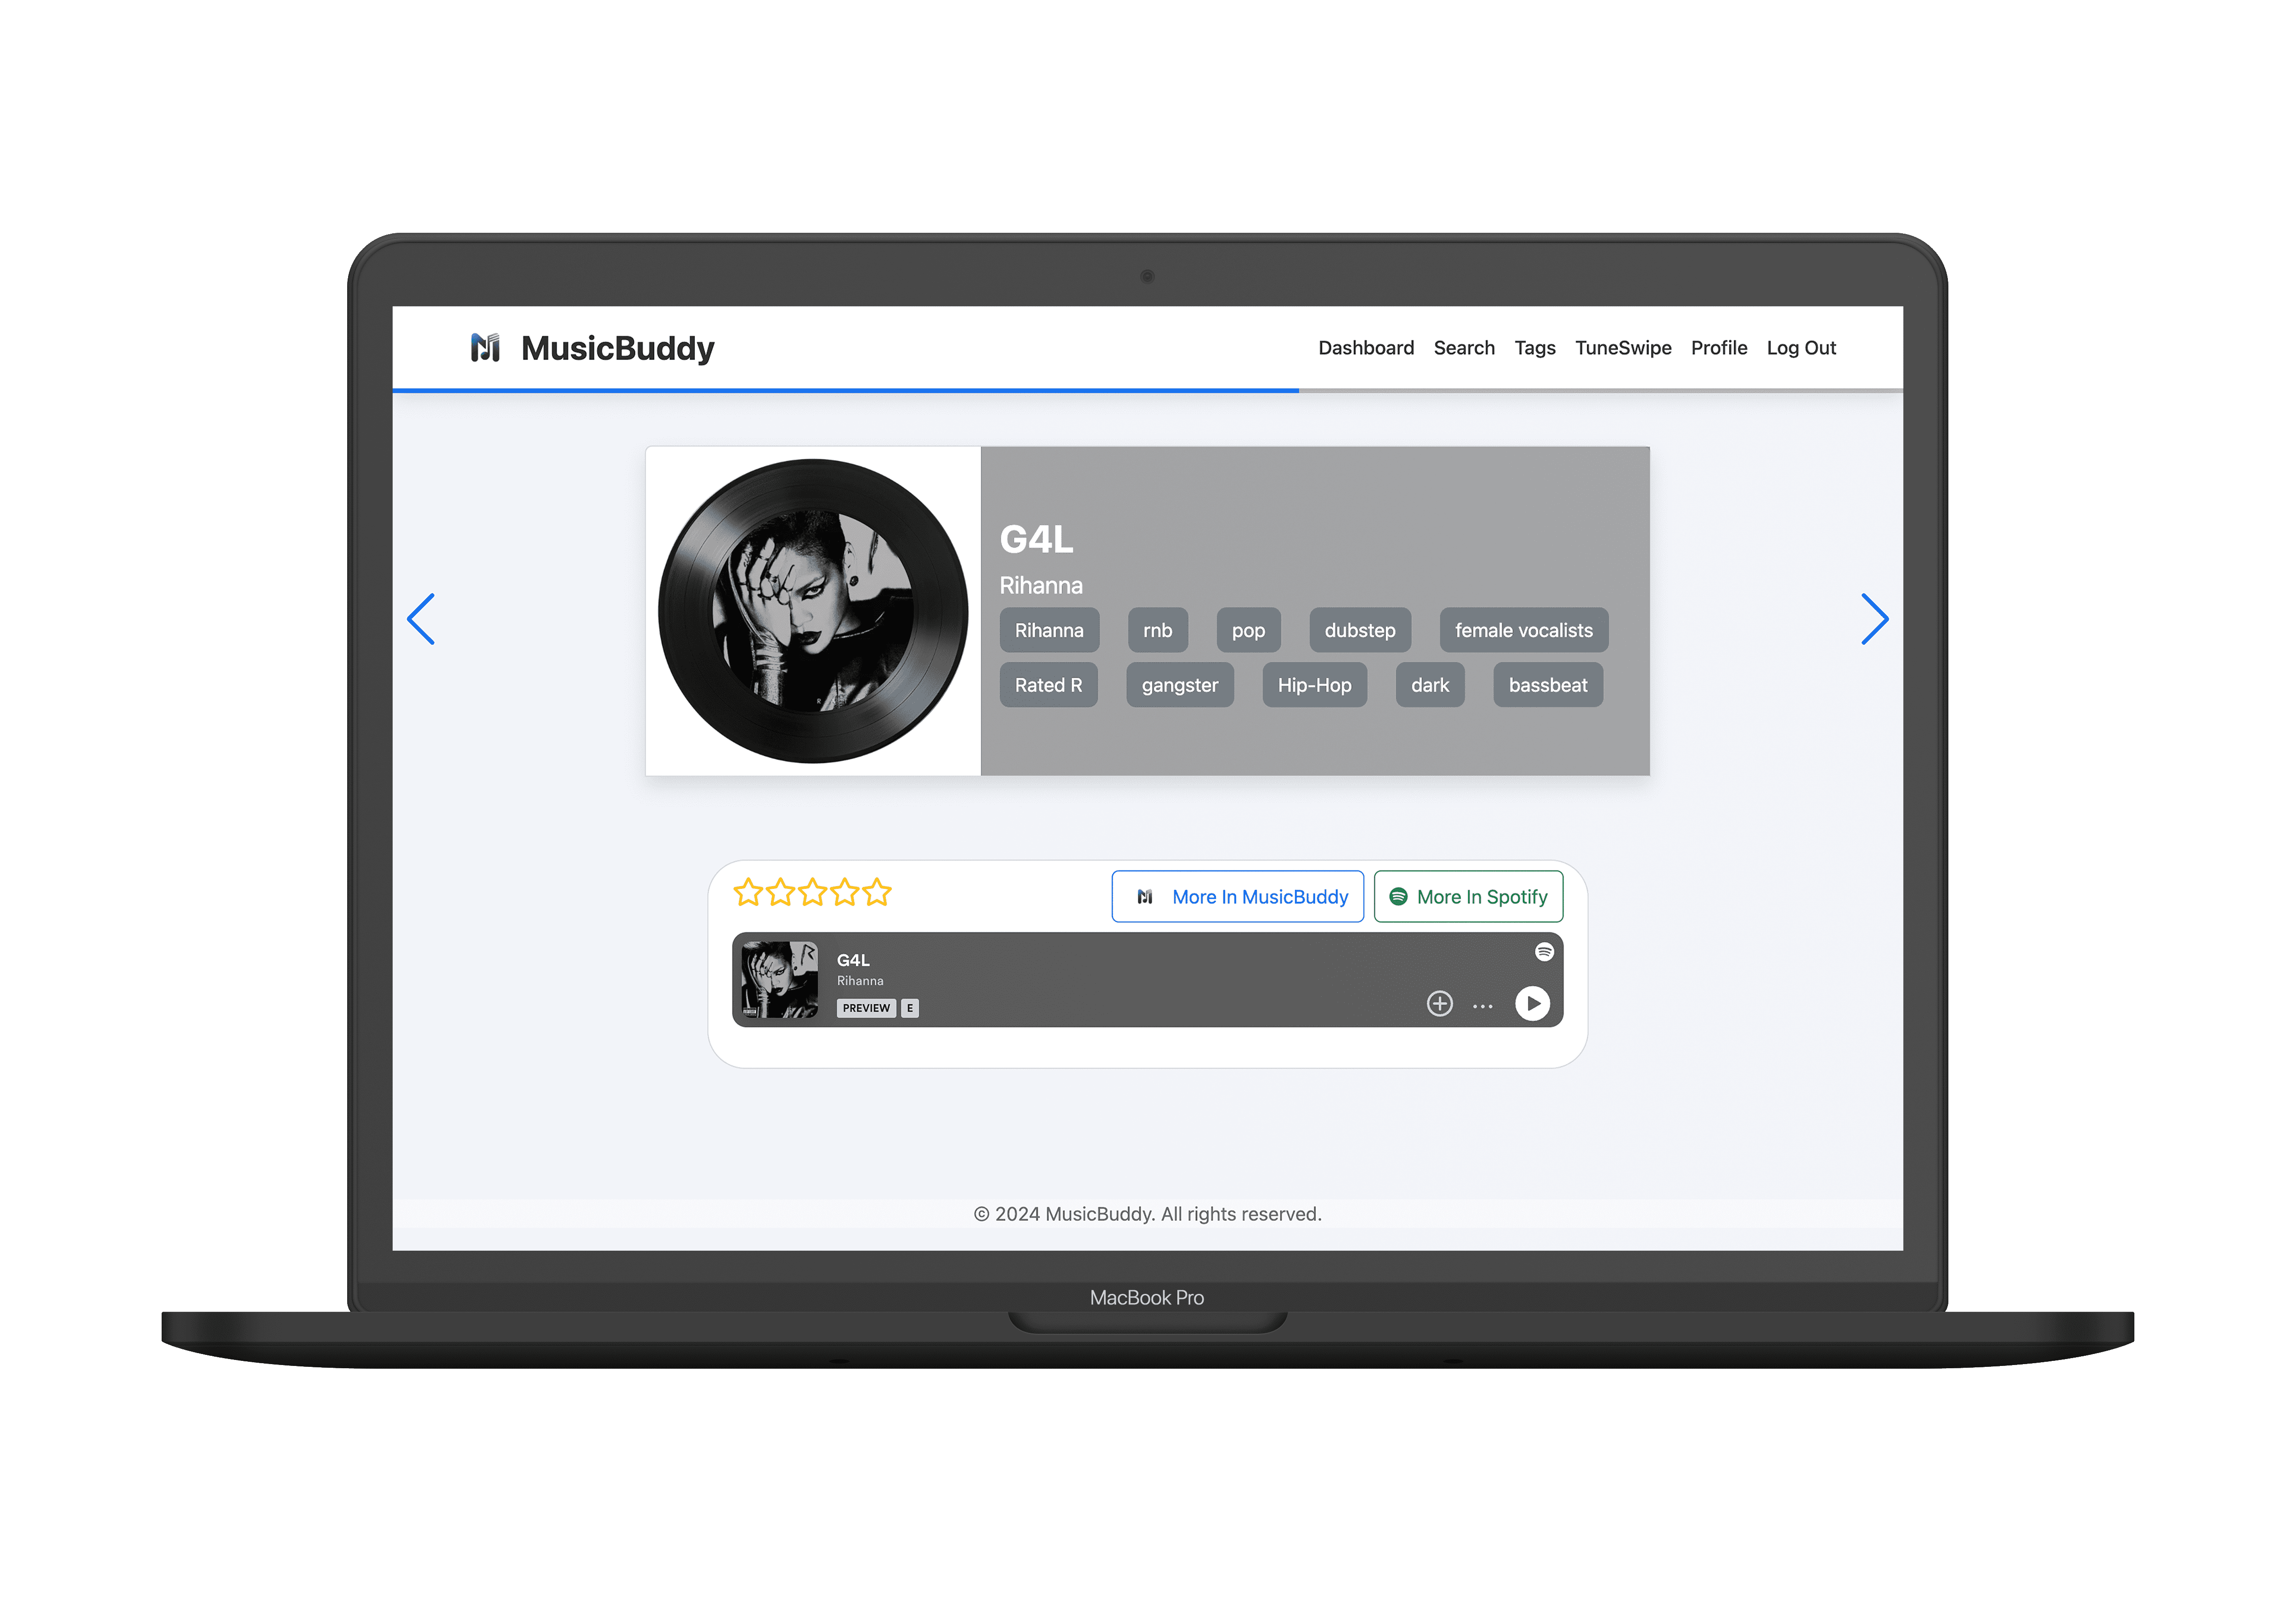 MusicBuddy
Dashboard Search Tags TuneSwipe Profile Log Out
G4L
Rihanna
Rihanna rnb pop dubstep female vocalists
Rated R gangster Hip-Hop dark bassbeat
More In MusicBuddy More In Spotify
G4L
Rihanna
PREVIEW E
© 2024 MusicBuddy. All rights reserved.
MacBook Pro